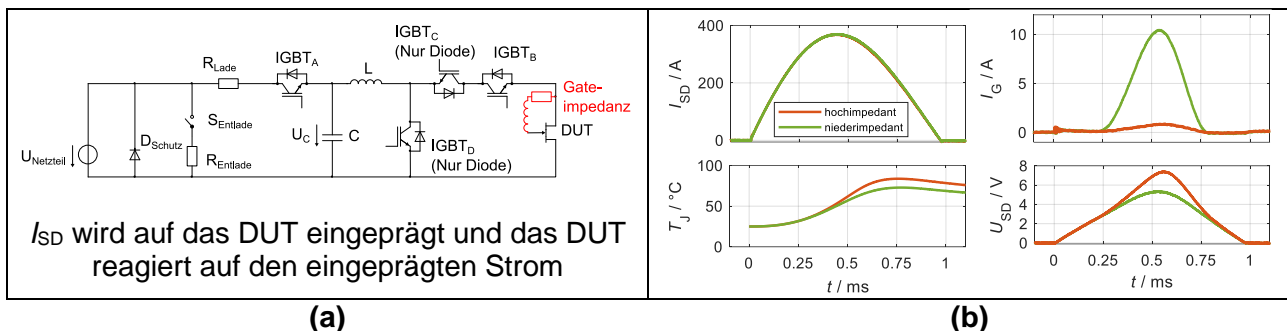 IGBT_C
(Nur Diode)
IGBT_B
R_Lade
IGBT_A
L
Gate-
impedanz
S_Entlade
U_C
C
DUT
D_Schutz
U_Netzteil
R_Entlade
IGBT_D
(Nur Diode)
I_SD wird auf das DUT eingeprägt und das DUT
reagiert auf den eingeprägten Strom
(a)
I_SD / A
400
200
0
hochimpedant
niederimpedant
I_G / A
10
5
0
T_J / °C
100
50
0
0
0.25
0.5
0.75
1
t / ms
U_SD / V
8
6
4
2
0
0
0.25
0.5
0.75
1
t / ms
(b)